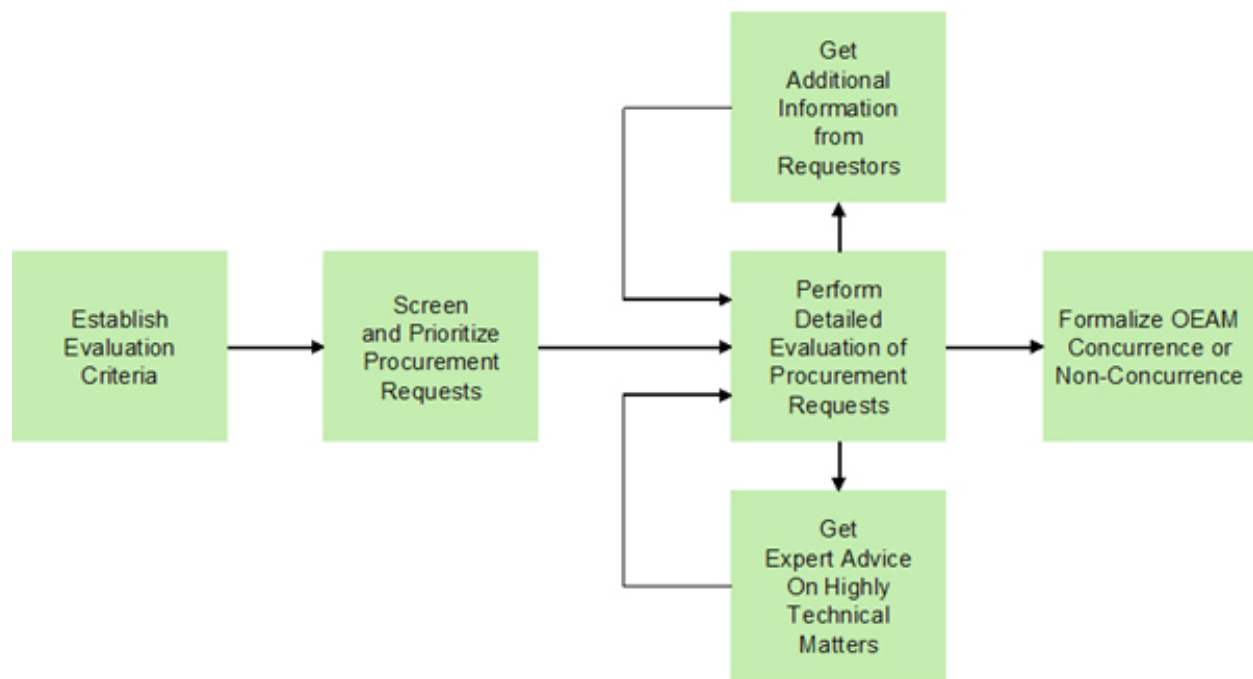 Get
Additional
Information
from
Requestors
Establish
Evaluation
Criteria
Screen
and Prioritize
Procurement
Requests
Perform
Detailed
Evaluation of
Procurement
Requests
Formalize OEAM
Concurrence or
Non-Concurrence
Get
Expert Advice
On Highly
Technical
Matters